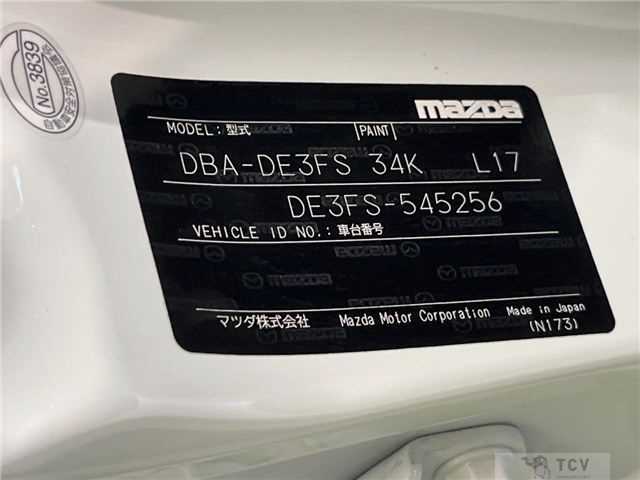 No.3839
mazda
MODEL:型式 PAINT
DBA-DE3FS 34K L17
DE3FS-545256
VEHICLE ID NO.:車台番号
マツダ株式会社 Mazda Motor Corporation Made in Japan
(N173)
TCV